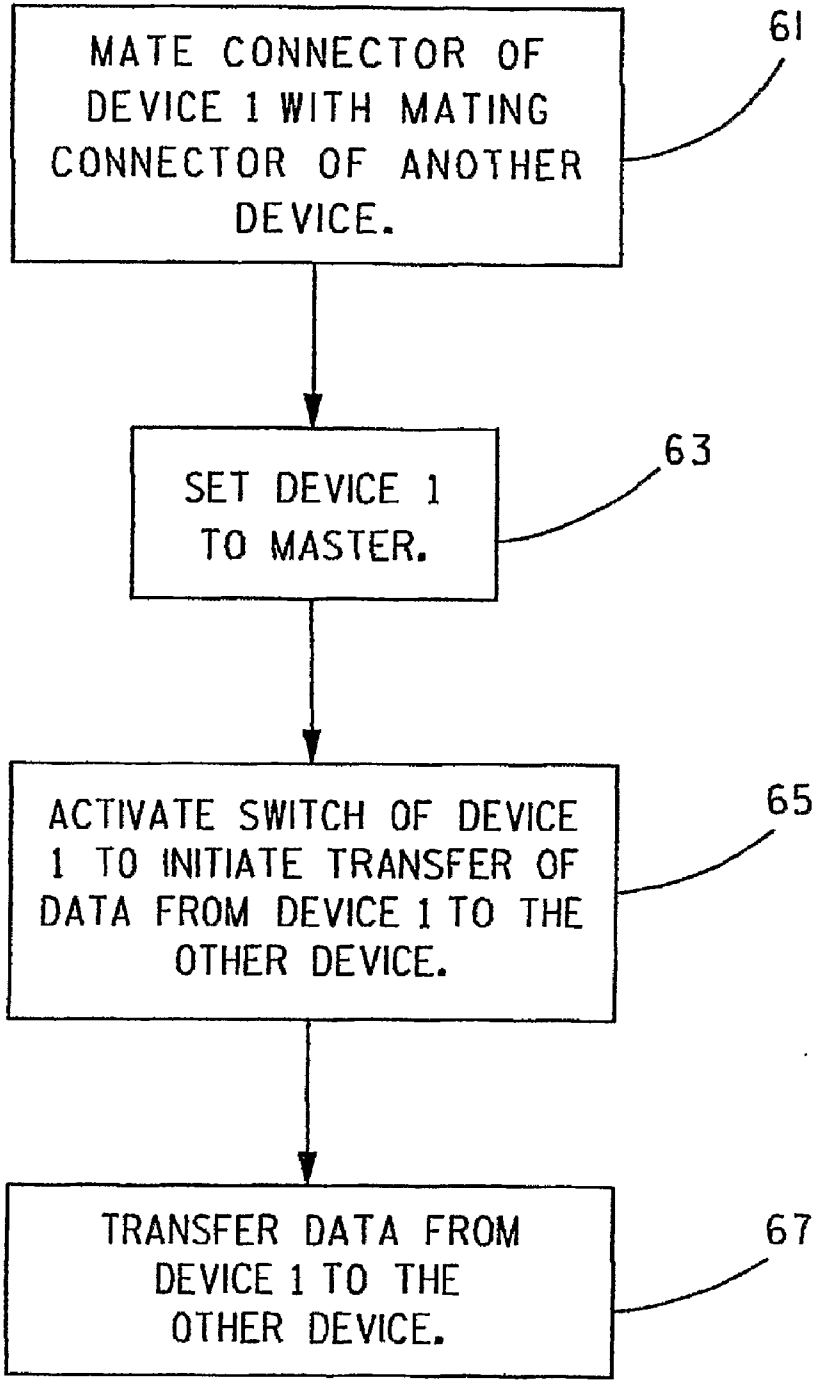 61
MATE CONNECTOR OF
DEVICE 1 WITH MATING
CONNECTOR OF ANOTHER
DEVICE.
63
SET DEVICE 1
TO MASTER.
65
ACTIVATE SWITCH OF DEVICE
1 TO INITIATE TRANSFER OF
DATA FROM DEVICE 1 TO THE
OTHER DEVICE.
67
TRANSFER DATA FROM
DEVICE 1 TO THE
OTHER DEVICE.